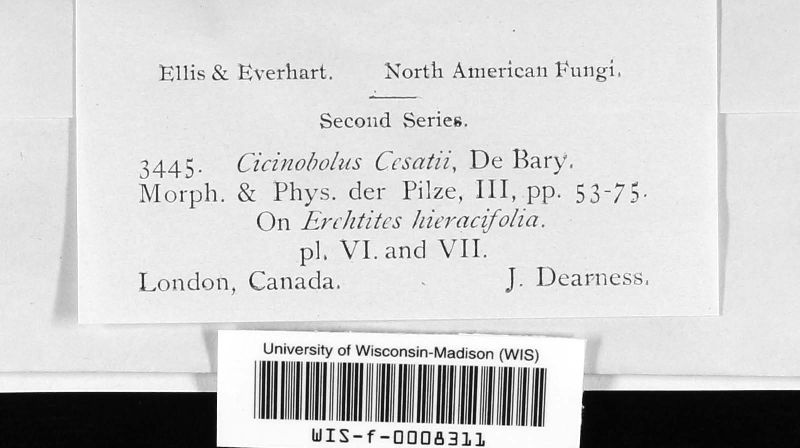 Ellis & Everhart. North American Fungi.
Second Series.
3445. Cicinobolus Cesatii, De Bary.
Morph. & Phys. der Pilze, III, pp. 53-75.
On Erchtites hieracifolia.
pl. VI. and VII.
London, Canada. J. Dearness.
University of Wisconsin-Madison (WIS)
WIS-f-0008311